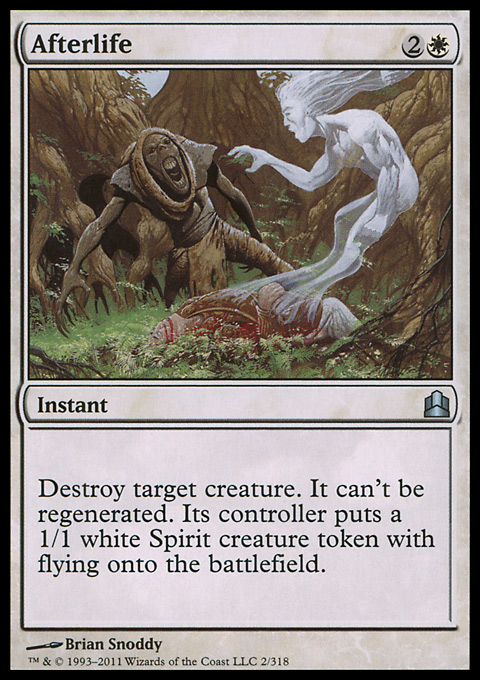 Afterlife 2
Instant
Destroy target creature. It can't be
regenerated. Its controller puts a
1/1 white Spirit creature token with
flying onto the battlefield.
Brian Snoddy
™ & © 1993–2011 Wizards of the Coast LLC 2/318